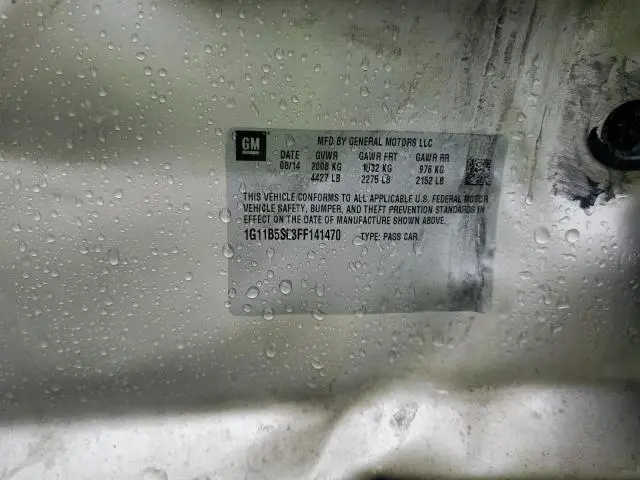 GM
MFD BY GENERAL MOTORS LLC
DATE GVWR GAWR FRT GAWR RR
08/14 2008 KG 1032 KG 976 KG
4427 LB 2275 LB 2152 LB
THIS VEHICLE CONFORMS TO ALL APPLICABLE U.S. FEDERAL MOTOR
VEHICLE SAFETY, BUMPER, AND THEFT PREVENTION STANDARDS IN
EFFECT ON THE DATE OF MANUFACTURE SHOWN ABOVE.
1G11B5SL3FF141470 TYPE: PASS CAR